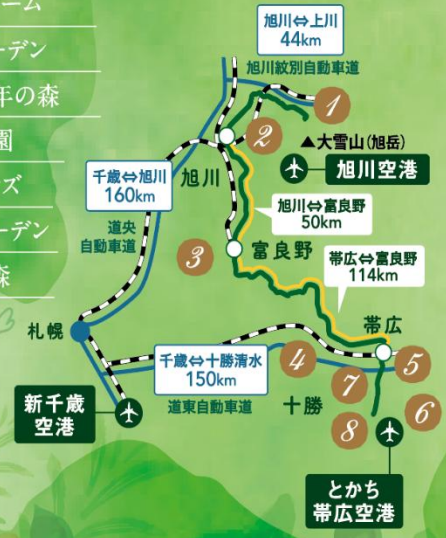 ーム
ーデン
年の森
園
ズ
ーデン
森
旭川⇔上川
44km
旭川紋別自動車道
1
2
▲大雪山(旭岳)
旭川空港
旭川
千歳⇔旭川
160km
道央
自動車道
旭川⇔富良野
50km
3
富良野
帯広⇔富良野
114km
札幌
帯広
千歳⇔十勝清水
150km
道東自動車道
4
5
7
十勝
6
8
新千歳
空港
とかち
帯広空港